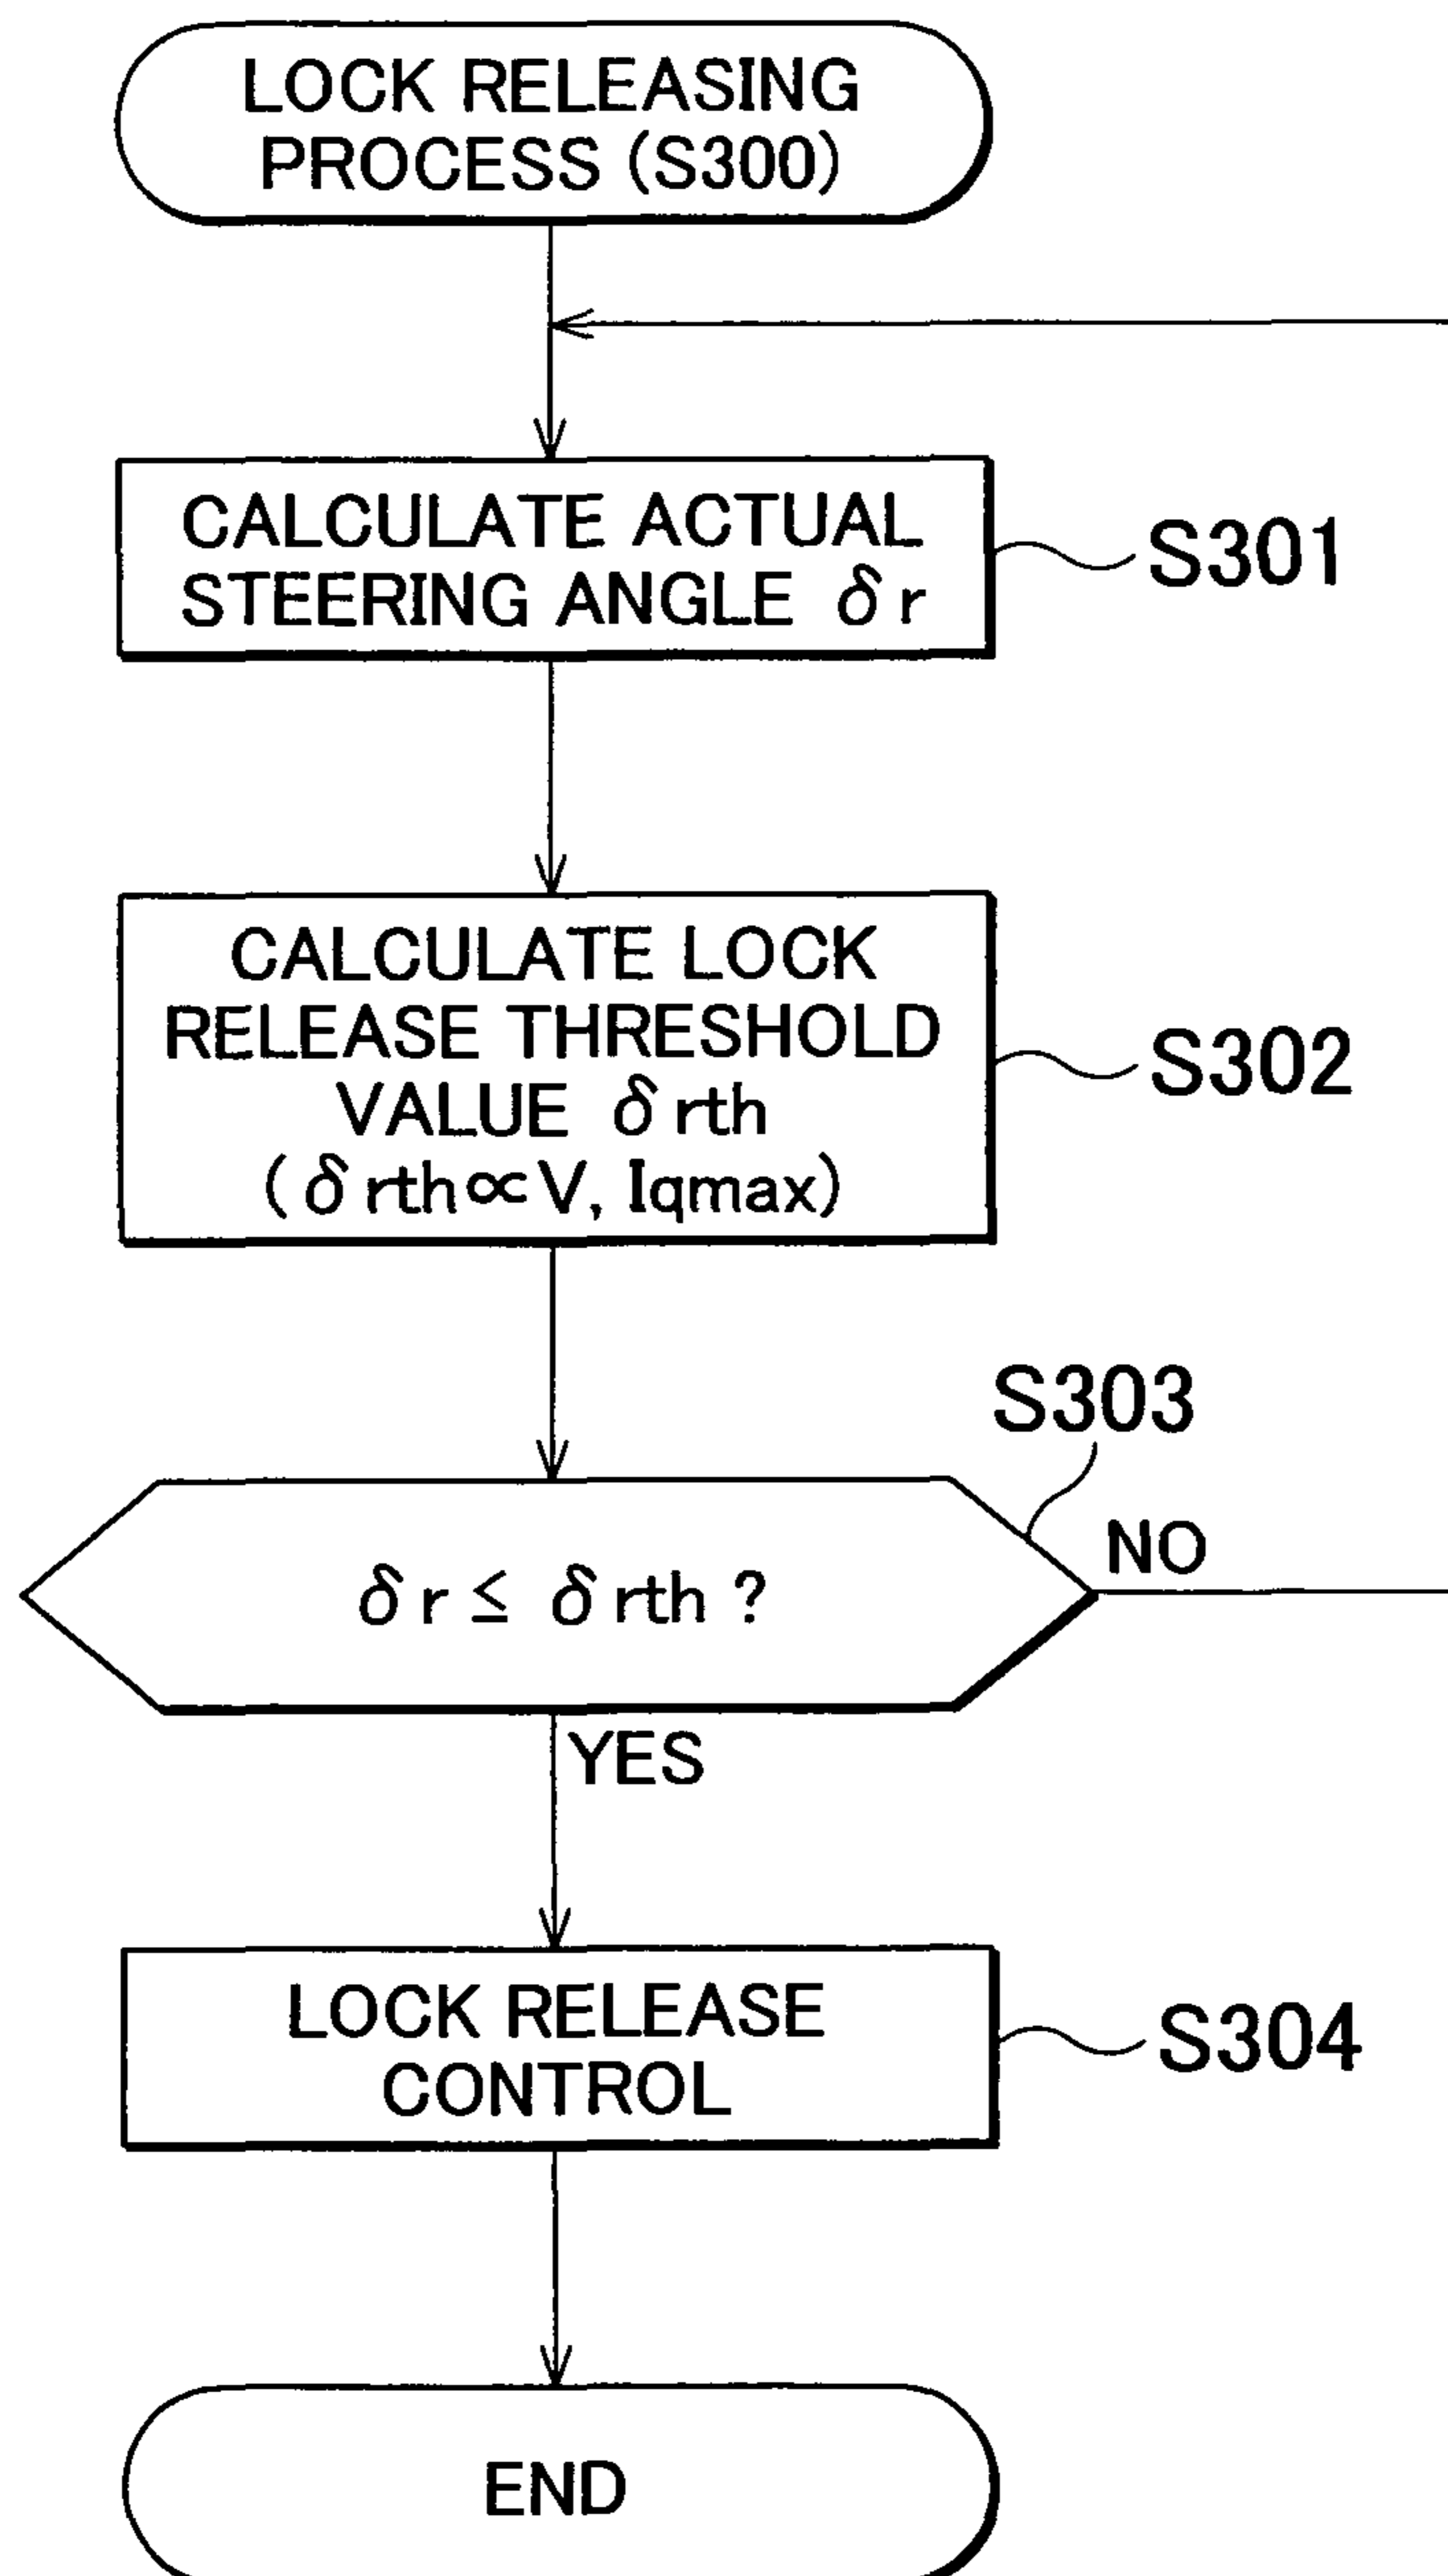 LOCK RELEASING
PROCESS (S300)
CALCULATE ACTUAL
STEERING ANGLE δr
S301
CALCULATE LOCK
RELEASE THRESHOLD
VALUE δrth
(δrth∝V, Iqmax)
S302
S303
δr ≤ δrth ?
NO
YES
LOCK RELEASE
CONTROL
S304
END